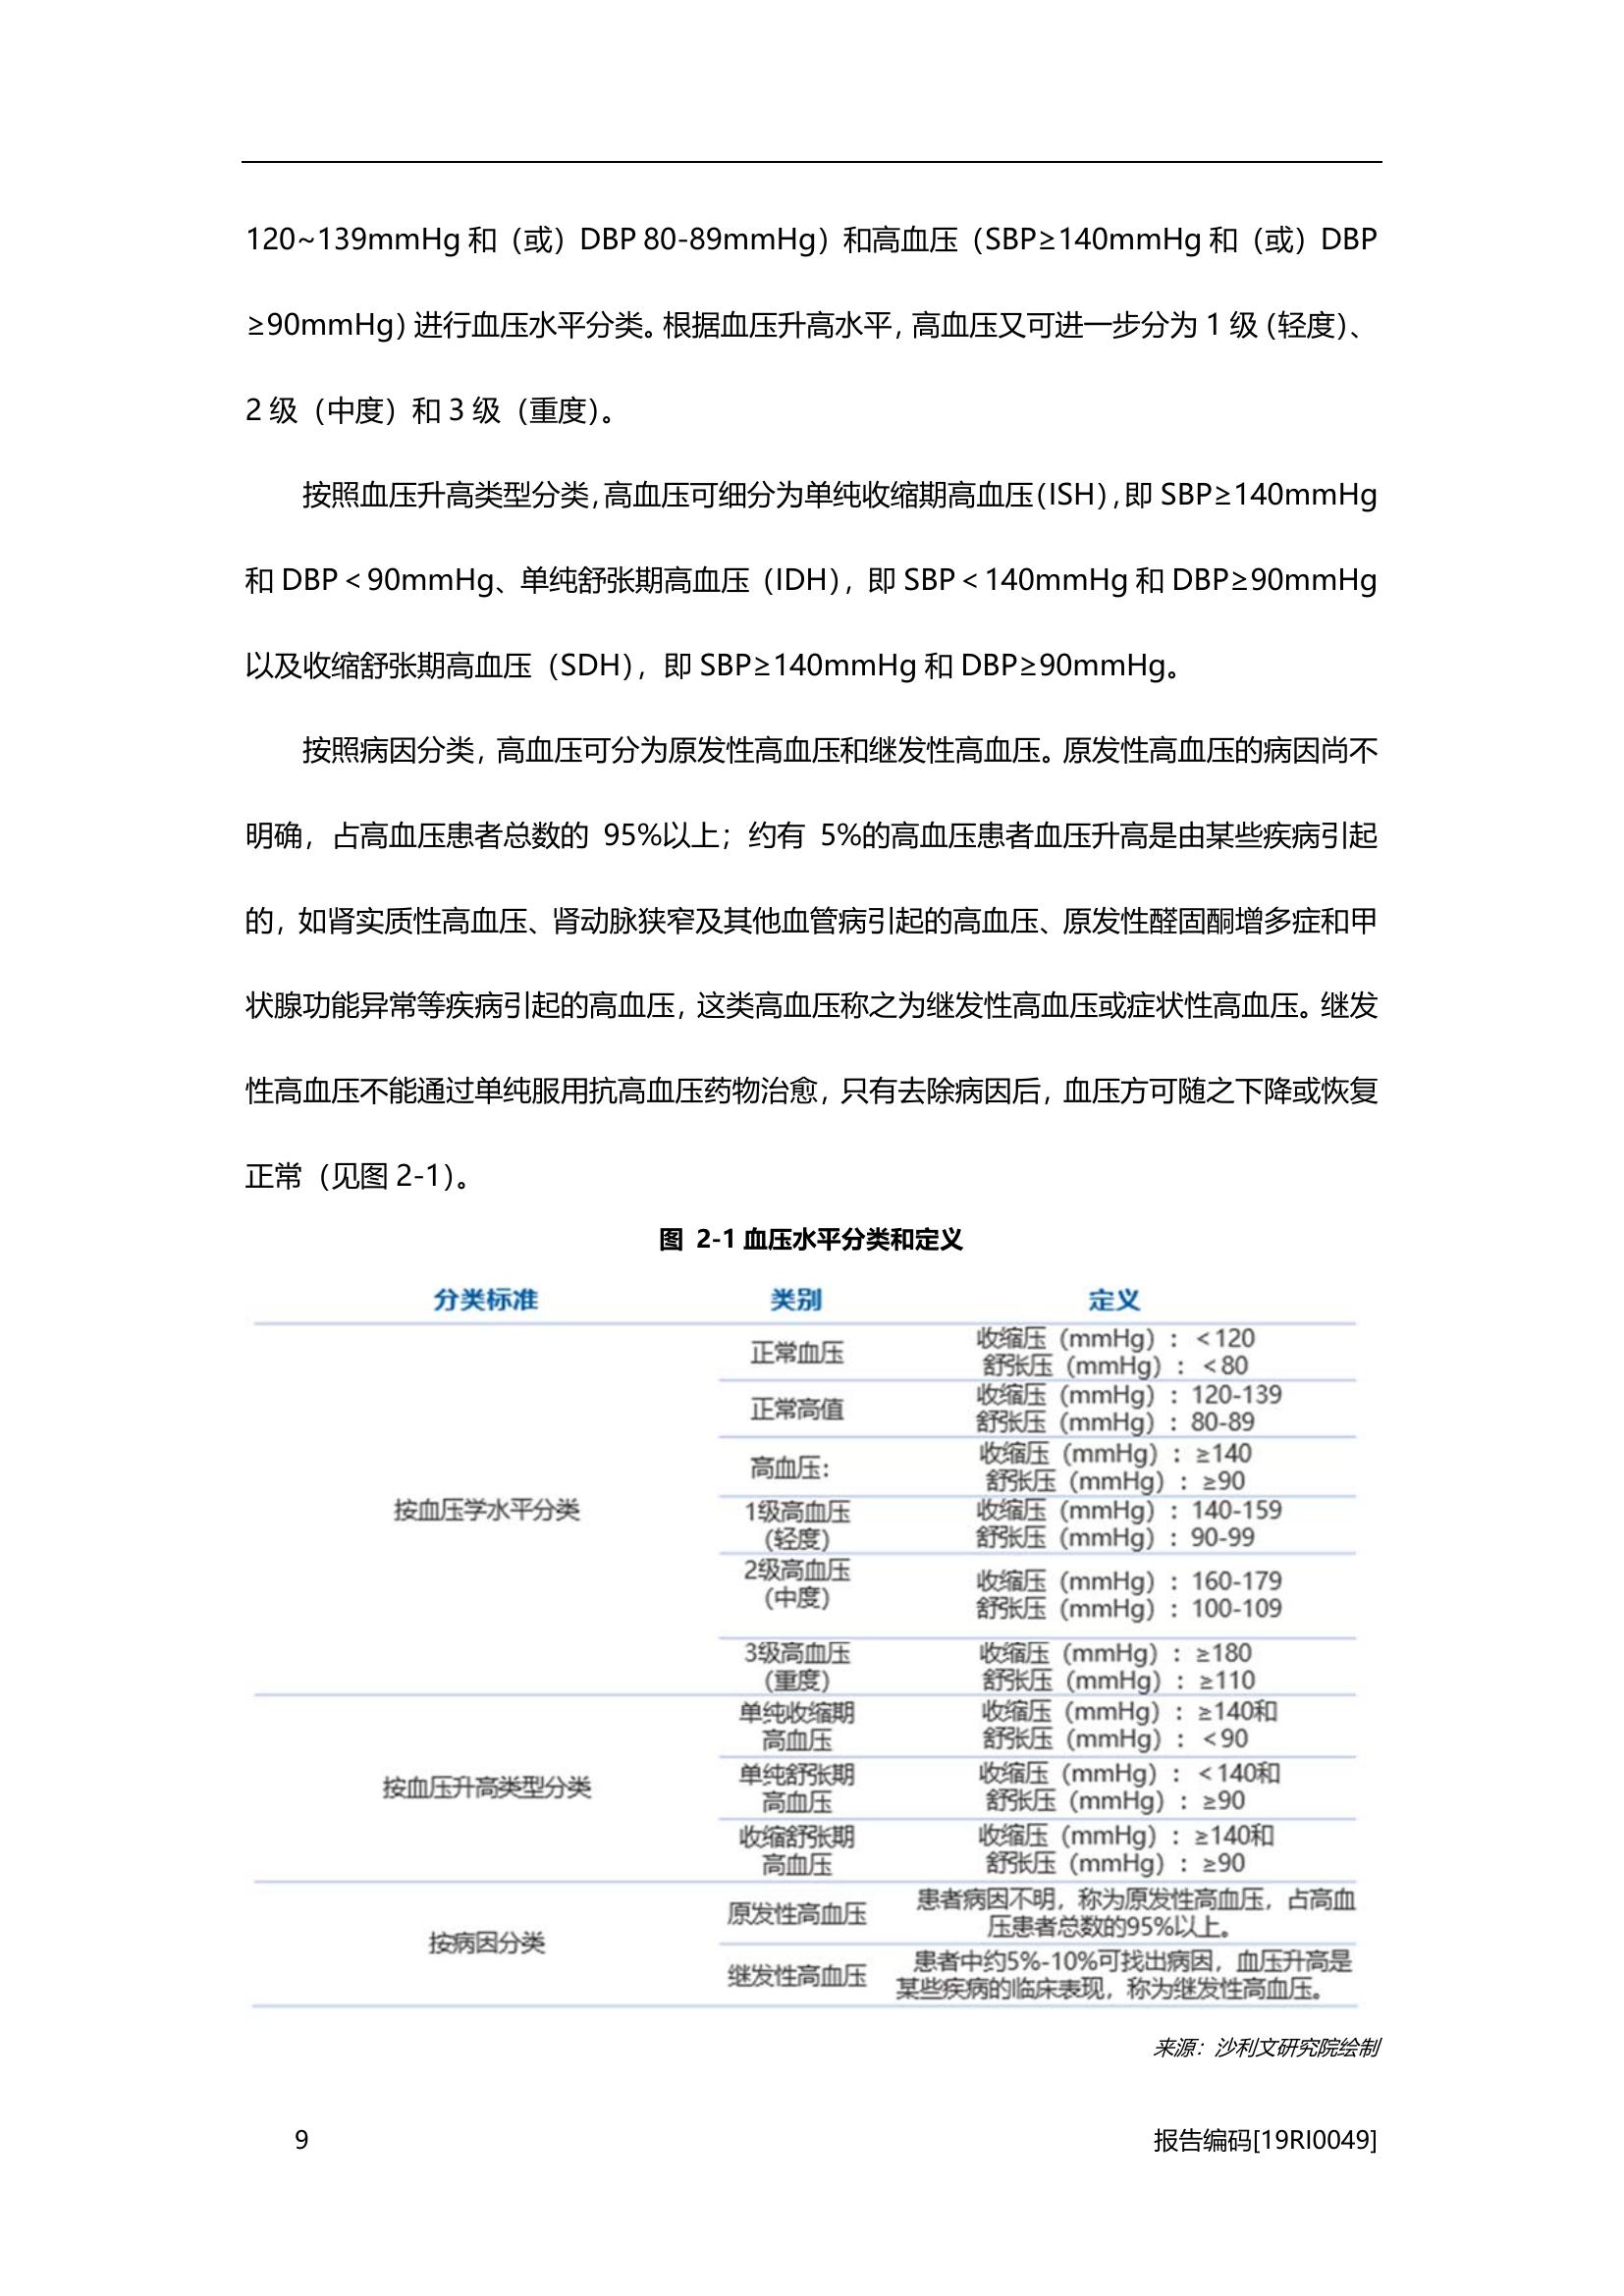 120~139mmHg 和（或）DBP 80-89mmHg）和高血压（SBP≥140mmHg 和（或）DBP
≥90mmHg）进行血压水平分类。根据血压升高水平，高血压又可进一步分为 1 级（轻度）、
2 级（中度）和 3 级（重度）。
按照血压升高类型分类，高血压可细分为单纯收缩期高血压（ISH），即 SBP≥140mmHg
和 DBP＜90mmHg、单纯舒张期高血压（IDH），即 SBP＜140mmHg 和 DBP≥90mmHg
以及收缩舒张期高血压（SDH），即 SBP≥140mmHg 和 DBP≥90mmHg。
按照病因分类，高血压可分为原发性高血压和继发性高血压。原发性高血压的病因尚不
明确，占高血压患者总数的 95%以上；约有 5%的高血压患者血压升高是由某些疾病引起
的，如肾实质性高血压、肾动脉狭窄及其他血管病引起的高血压、原发性醛固酮增多症和甲
状腺功能异常等疾病引起的高血压，这类高血压称之为继发性高血压或症状性高血压。继发
性高血压不能通过单纯服用抗高血压药物治愈，只有去除病因后，血压方可随之下降或恢复
正常（见图 2-1）。
图 2-1 血压水平分类和定义
分类标准 类别 定义
按血压学水平分类
正常血压
收缩压（mmHg）：＜120
舒张压（mmHg）：＜80
正常高值
收缩压（mmHg）：120-139
舒张压（mmHg）：80-89
高血压：
收缩压（mmHg）：≥140
舒张压（mmHg）：≥90
1级高血压
（轻度）
收缩压（mmHg）：140-159
舒张压（mmHg）：90-99
2级高血压
（中度）
收缩压（mmHg）：160-179
舒张压（mmHg）：100-109
3级高血压
（重度）
收缩压（mmHg）：≥180
舒张压（mmHg）：≥110
按血压升高类型分类
单纯收缩期
高血压
收缩压（mmHg）：≥140和
舒张压（mmHg）：＜90
单纯舒张期
高血压
收缩压（mmHg）：＜140和
舒张压（mmHg）：≥90
收缩舒张期
高血压
收缩压（mmHg）：≥140和
舒张压（mmHg）：≥90
按病因分类
原发性高血压
患者病因不明，称为原发性高血压，占高血
压患者总数的95%以上。
继发性高血压
患者中约5%-10%可找出病因，血压升高是
某些疾病的临床表现，称为继发性高血压。
来源：沙利文研究院绘制
9 报告编码[19RI0049]